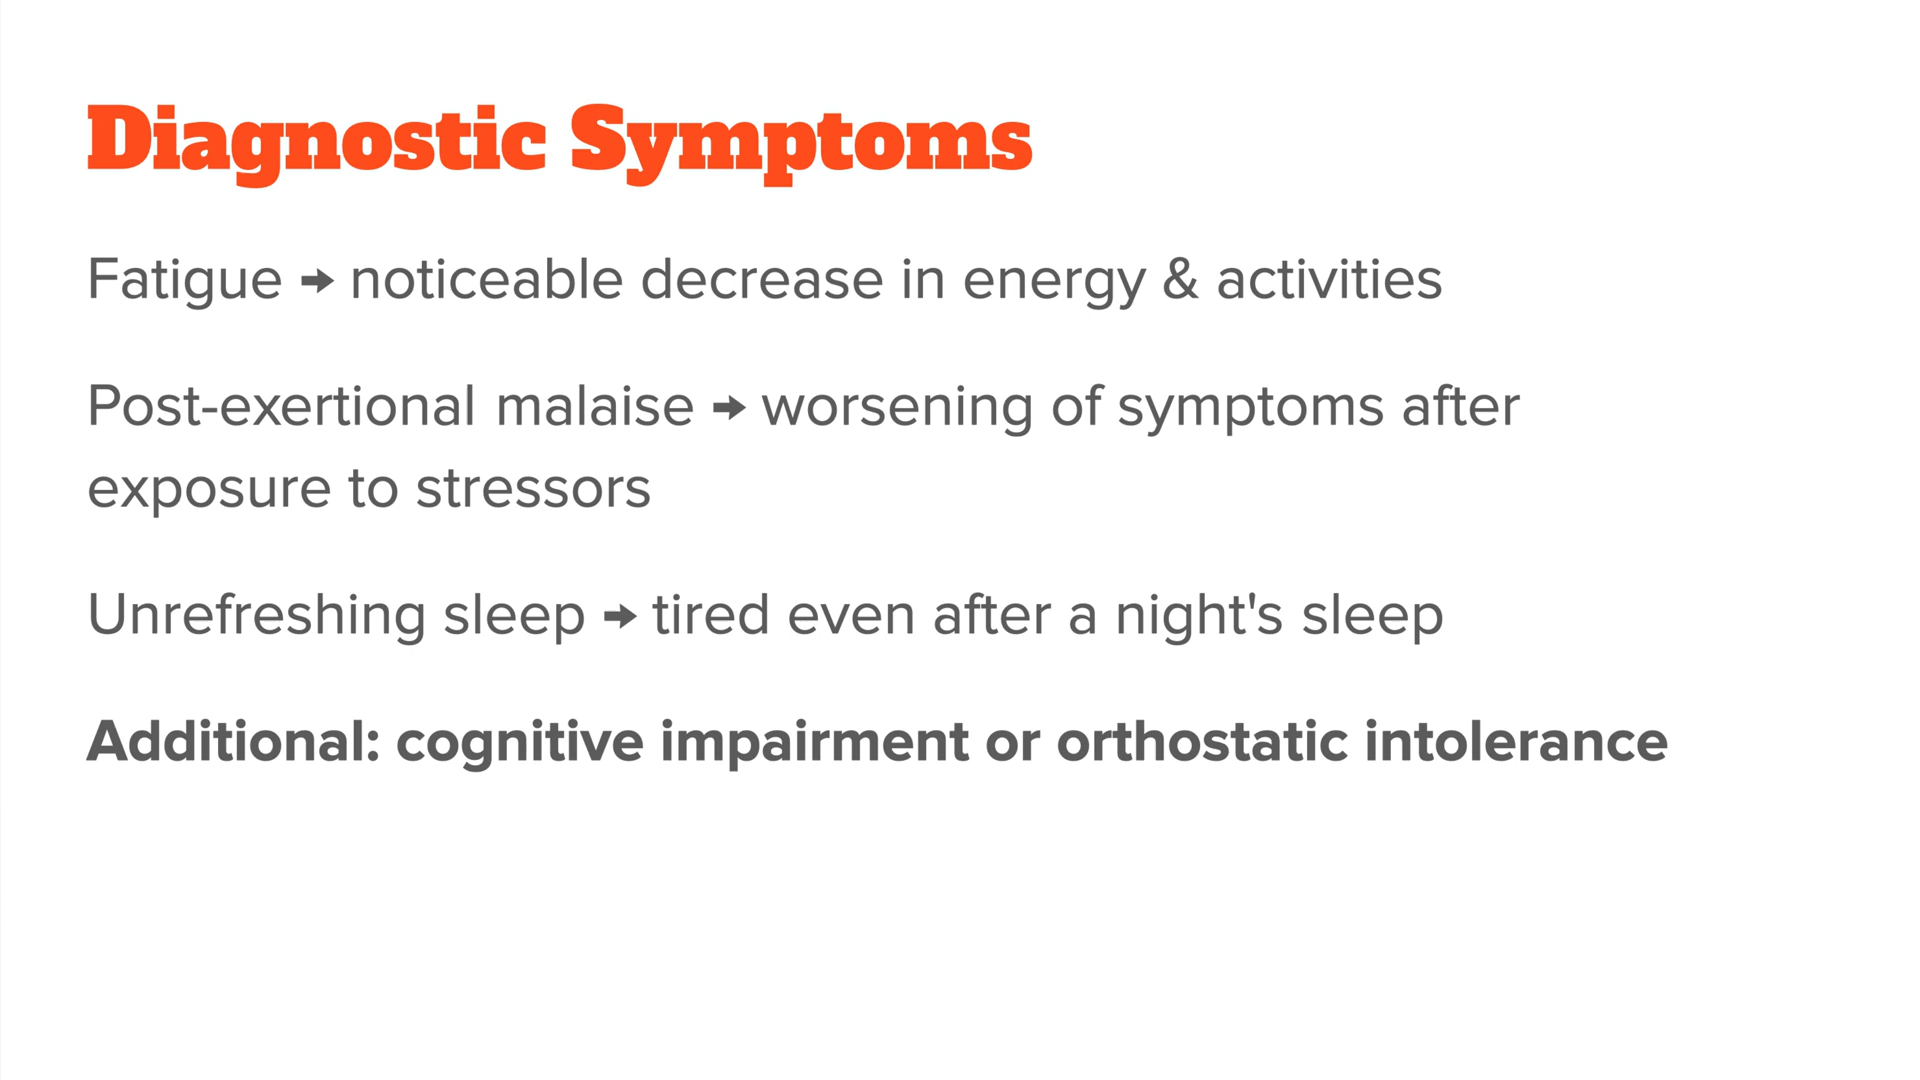 Diagnostic Symptoms
Fatigue ➡ noticeable decrease in energy & activities
Post-exertional malaise ➡ worsening of symptoms after
exposure to stressors
Unrefreshing sleep ➡ tired even after a night's sleep
Additional: cognitive impairment or orthostatic intolerance